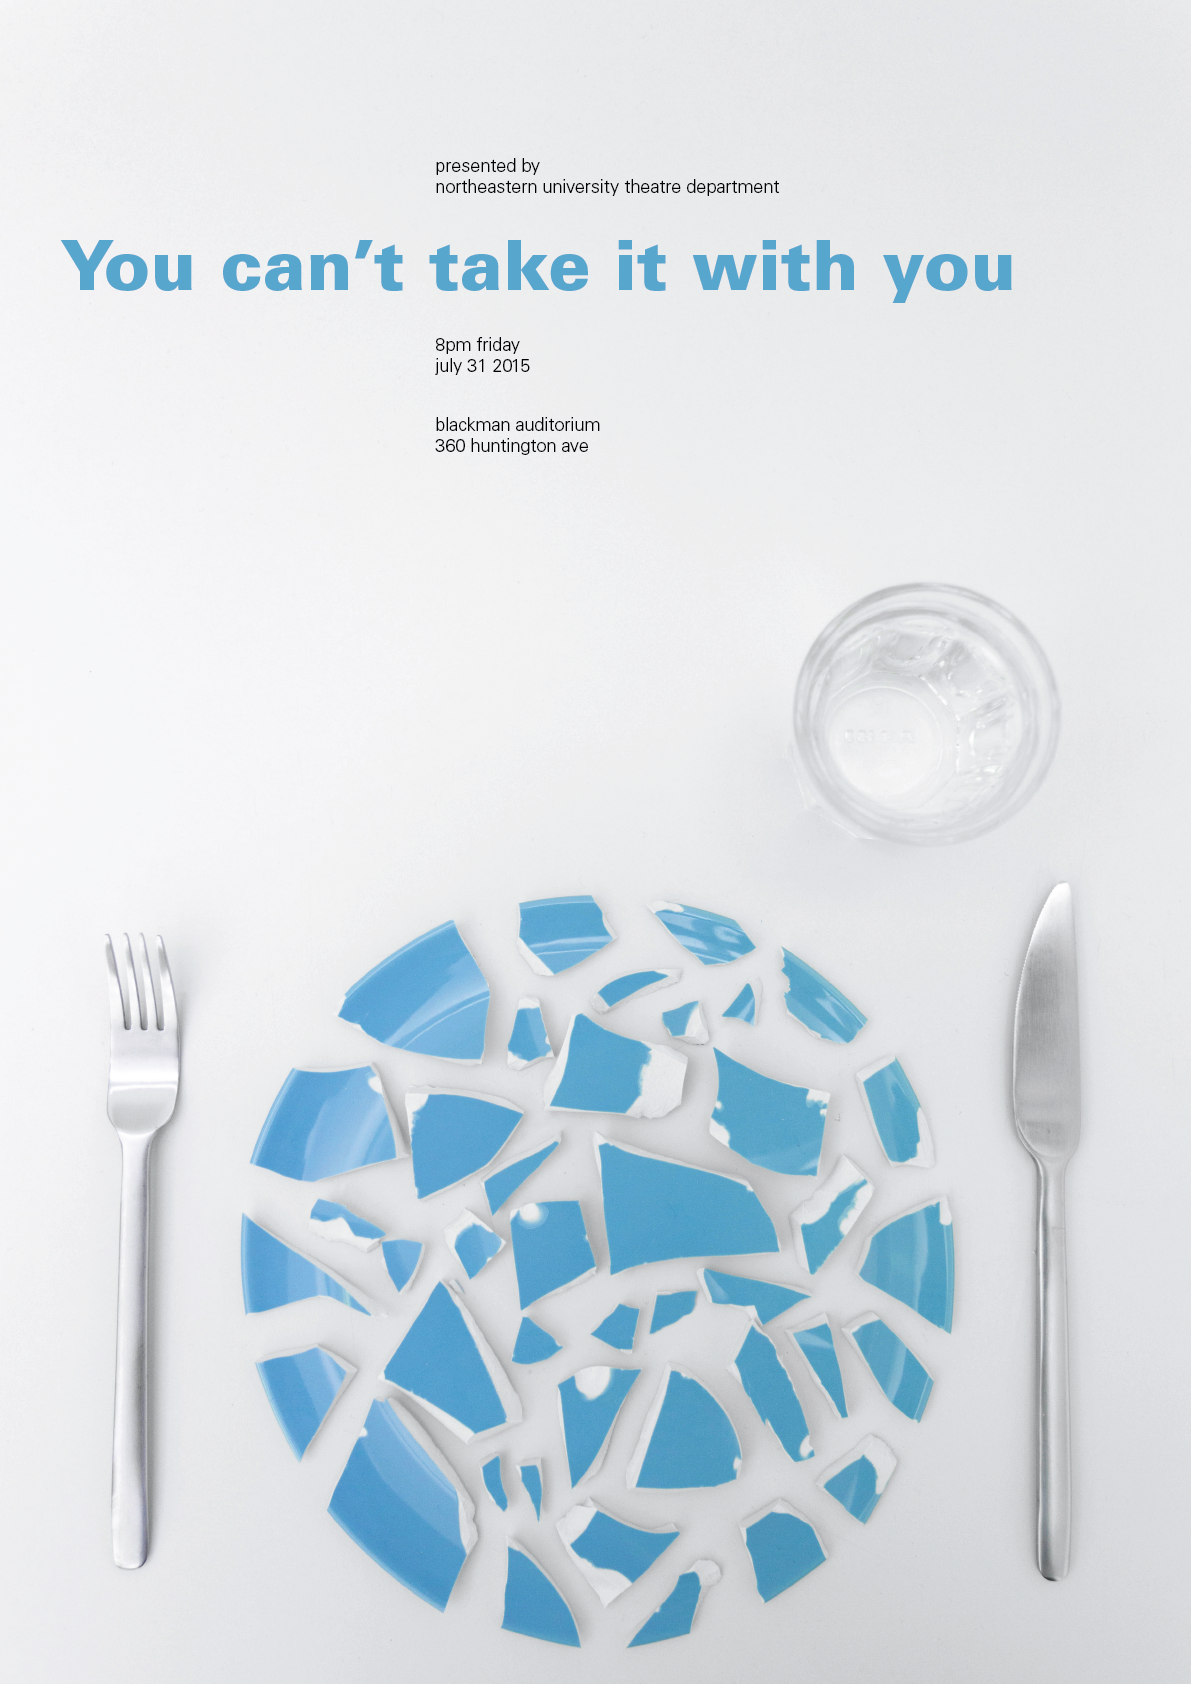 presented by
northeastern university theatre department
You can’t take it with you
8pm friday
july 31 2015
blackman auditorium
360 huntington ave